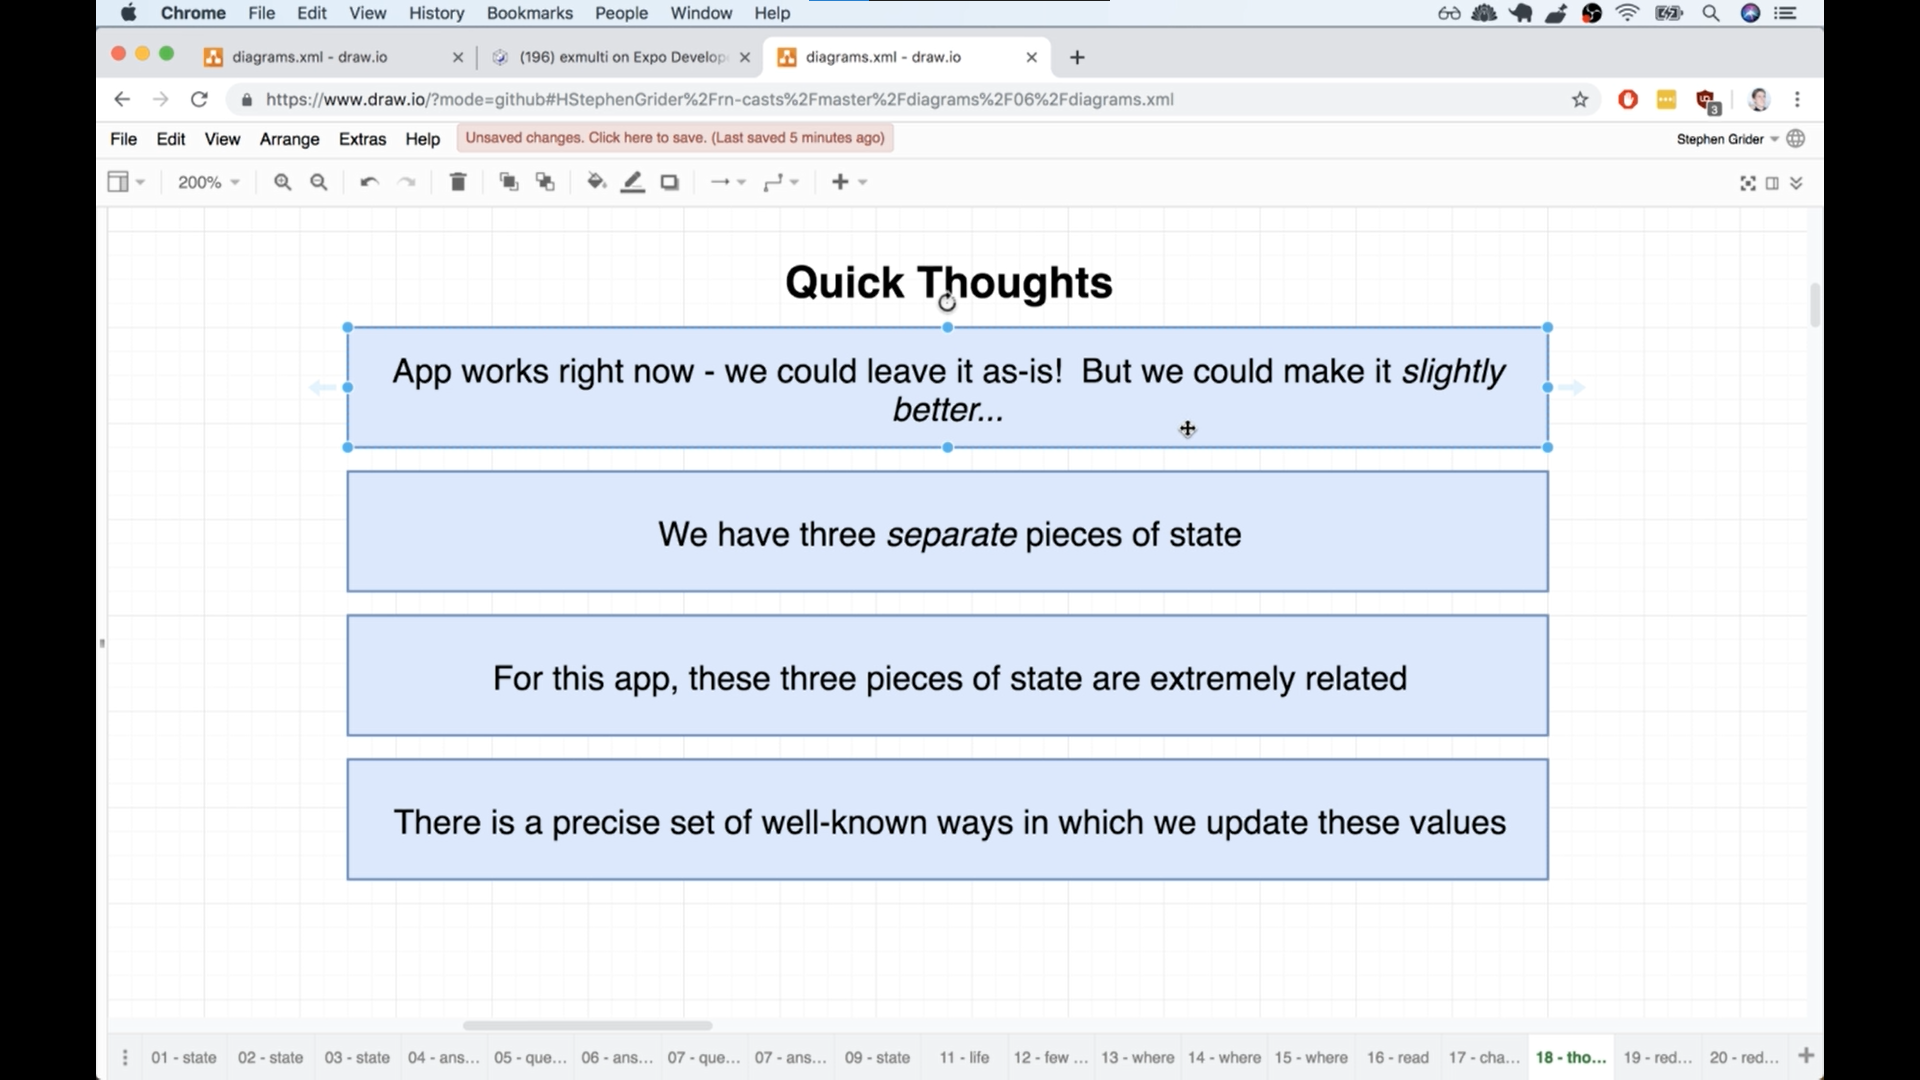 Chrome File Edit View History Bookmarks People Window Help
diagrams.xml - draw.io
(196) exmulti on Expo Develop
diagrams.xml - draw.io
https://www.draw.io/?mode=github#HStephenGrider%2Frn-casts%2Fmaster%2Fdiagrams%2F06%2Fdiagrams.xml
3
File Edit View Arrange Extras Help
Unsaved changes. Click here to save. (Last saved 5 minutes ago)
Stephen Grider
200%
Quick Thoughts
App works right now - we could leave it as-is! But we could make it slightly
better...
We have three separate pieces of state
For this app, these three pieces of state are extremely related
There is a precise set of well-known ways in which we update these values
01 - state 02 - state 03 - state 04 - ans... 05 - que... 06 - ans... 07 - que... 07 - ans... 09 - state 11 - life 12 - few ... 13 - where 14 - where 15 - where 16 - read 17 - cha... 18 - tho... 19 - red... 20 - red...